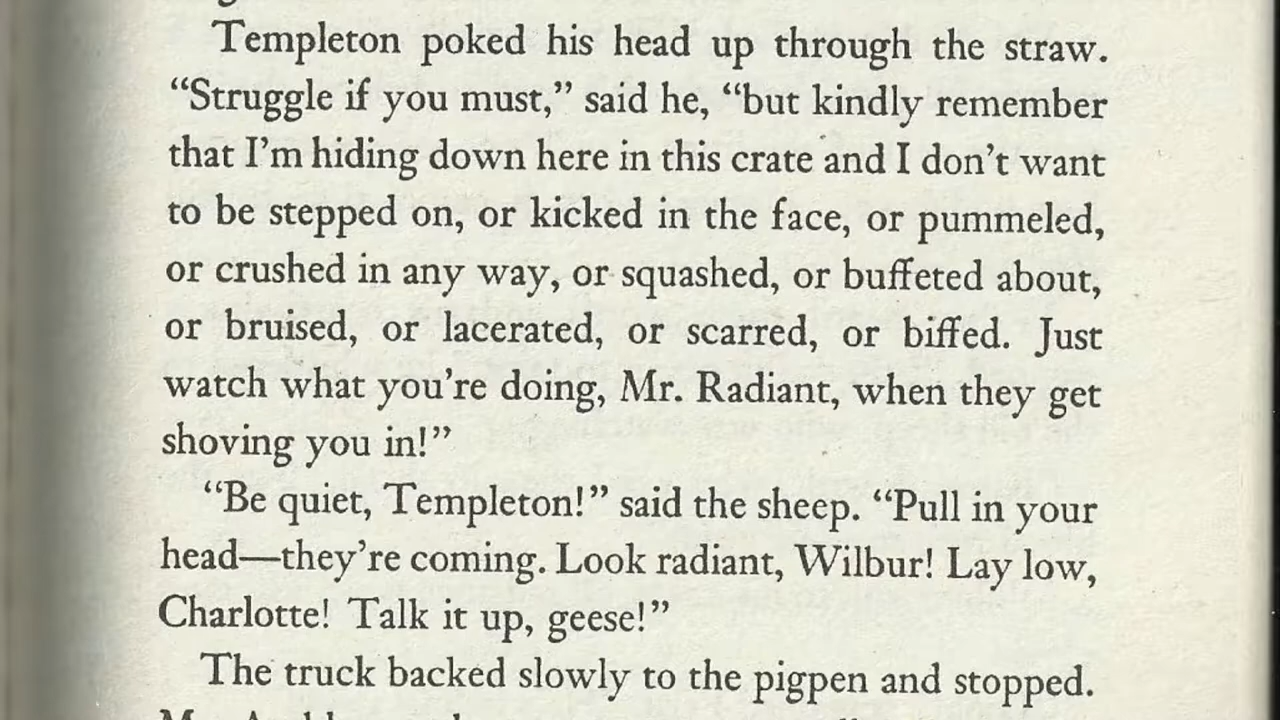 Templeton poked his head up through the straw.
“Struggle if you must,” said he, “but kindly remember
that I’m hiding down here in this crate and I don’t want
to be stepped on, or kicked in the face, or pummeled,
or crushed in any way, or squashed, or buffeted about,
or bruised, or lacerated, or scarred, or biffed. Just
watch what you’re doing, Mr. Radiant, when they get
shoving you in!”
“Be quiet, Templeton!” said the sheep. “Pull in your
head—they’re coming. Look radiant, Wilbur! Lay low,
Charlotte! Talk it up, geese!”
The truck backed slowly to the pigpen and stopped.